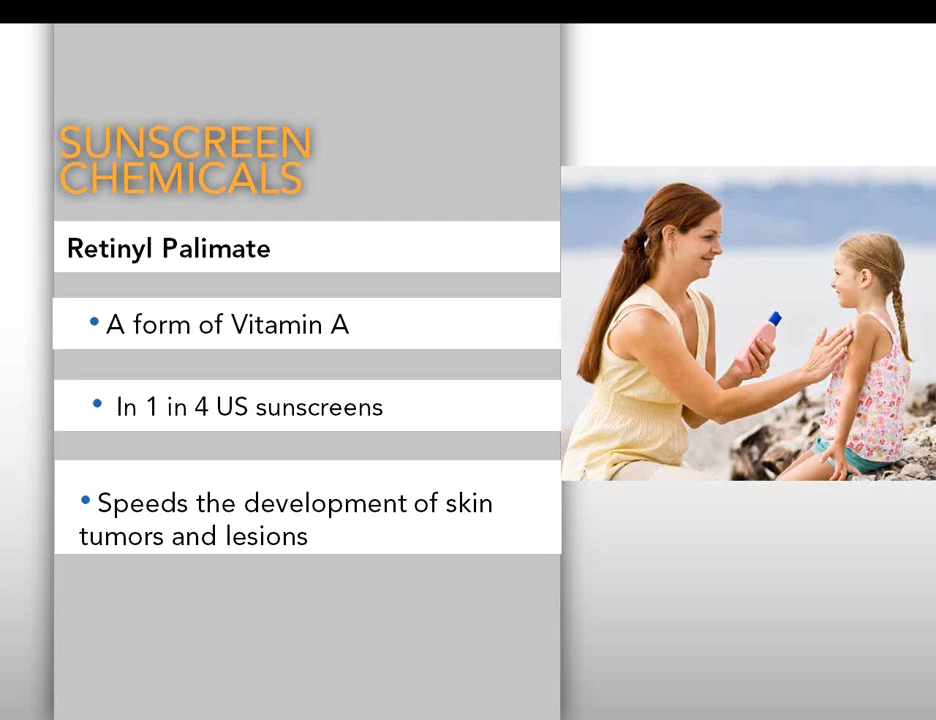 SUNSCREEN
CHEMICALS
Retinyl Palimate
• A form of Vitamin A
• In 1 in 4 US sunscreens
• Speeds the development of skin
tumors and lesions